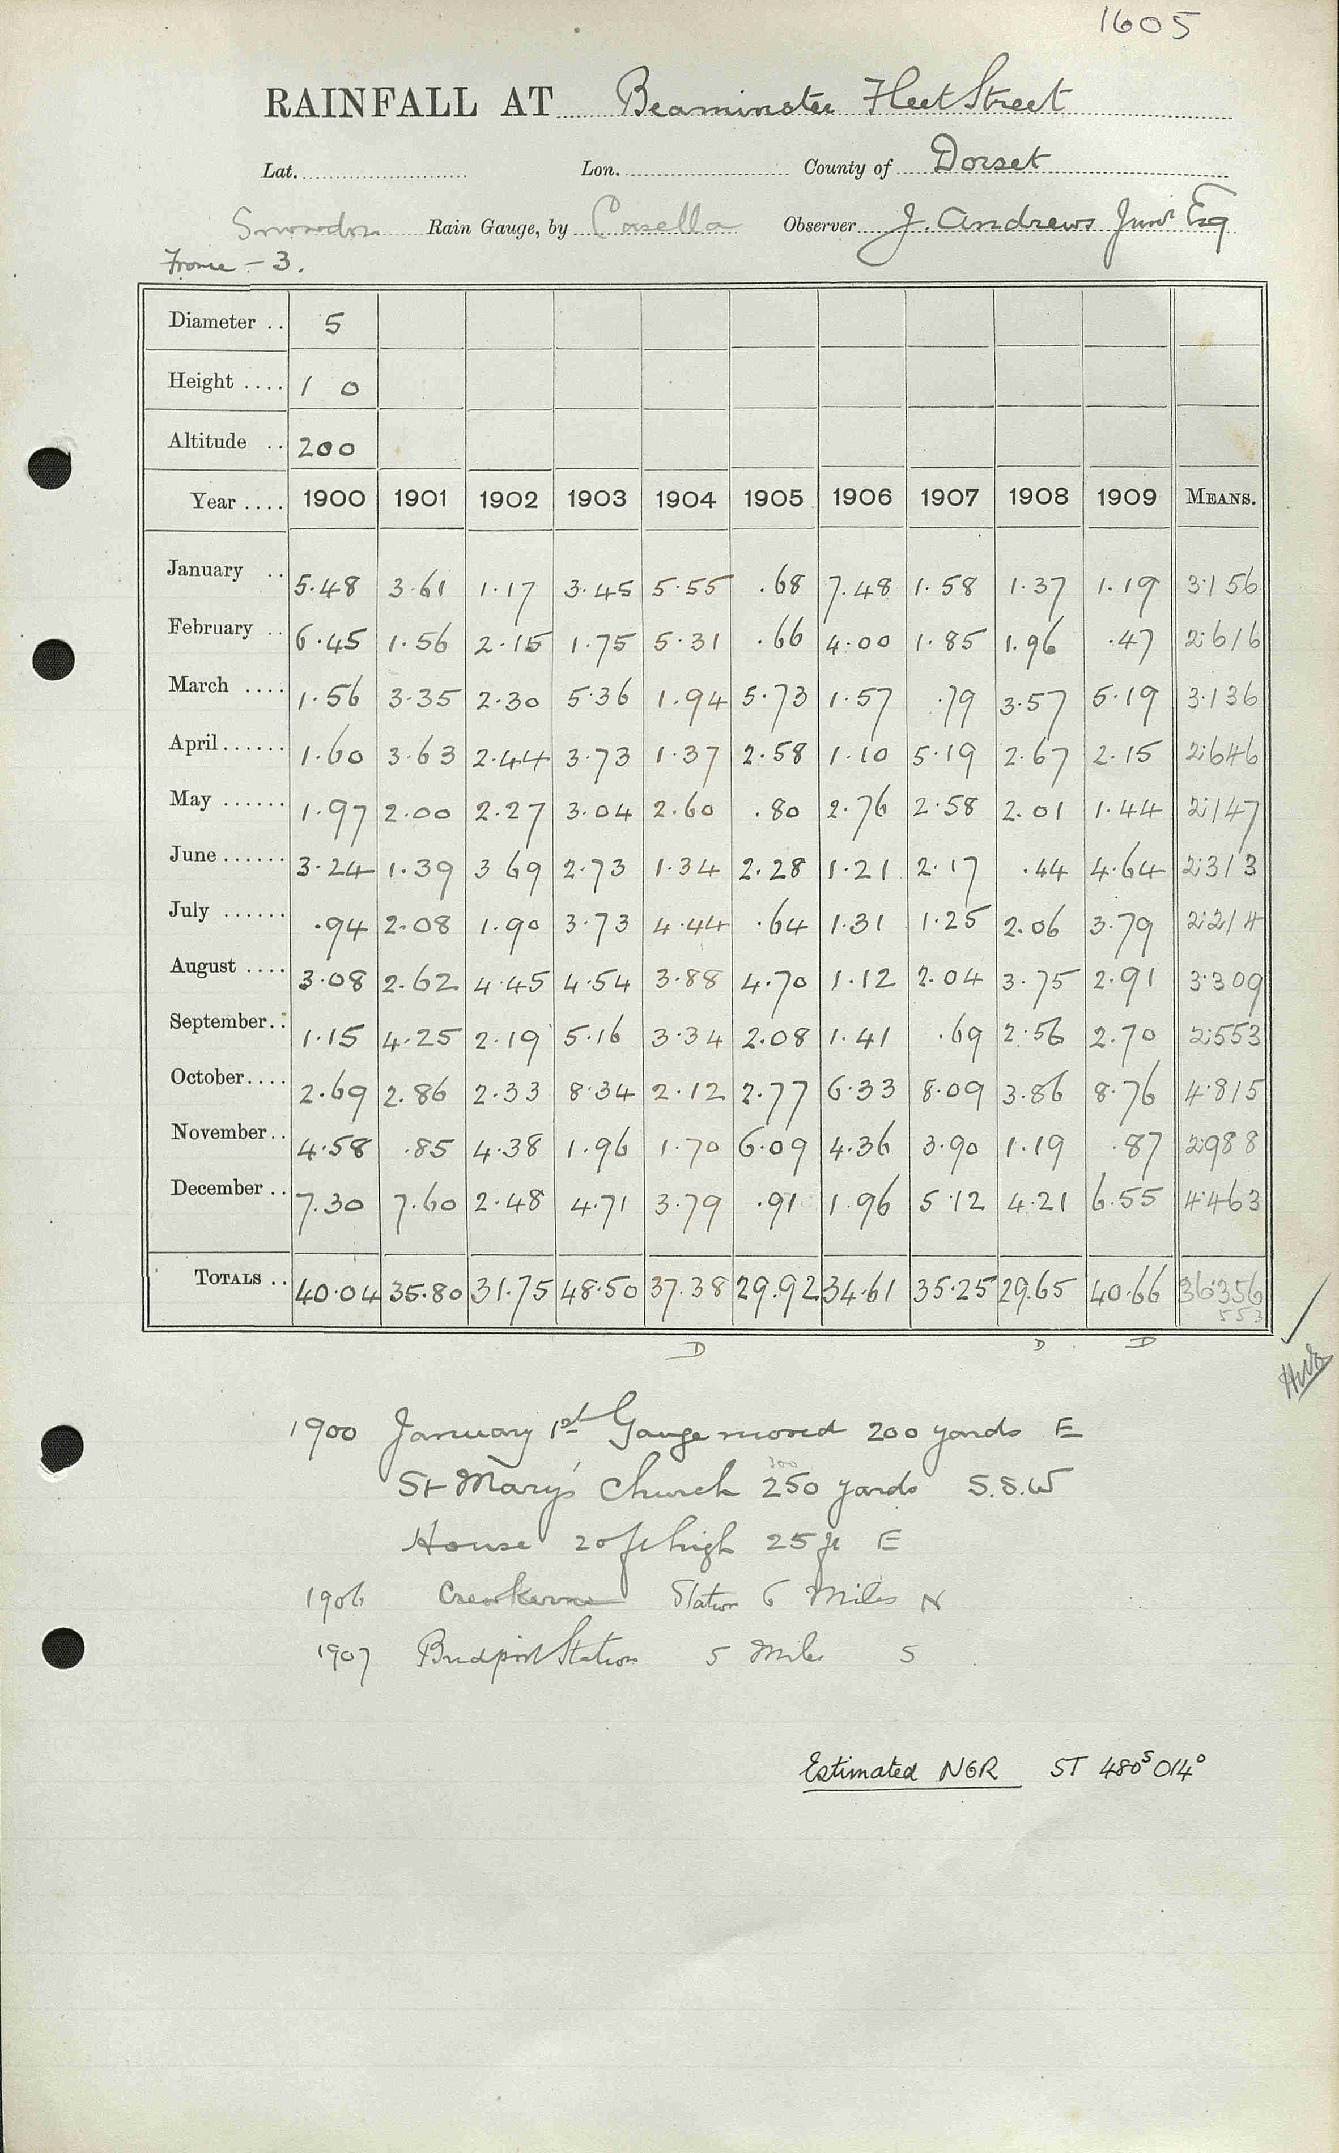 1605
RAINFALL AT Beaminster Fleet Street
Lat. Lon. County of Dorset
Snowdon Rain Gauge, by Casella Observer J. Andrews Junr Esq
Frome - 3.
Diameter .. 5
Height .... 1 0
Altitude .. 200
Year .... 1900 1901 1902 1903 1904 1905 1906 1907 1908 1909 MEANS.
January .. 5.48 3.61 1.17 3.45 5.55 .68 7.48 1.58 1.37 1.19 3.156
February .. 6.45 1.56 2.15 1.75 5.31 .66 4.00 1.85 1.96 .47 2.616
March .... 1.56 3.35 2.30 5.36 1.94 5.73 1.57 .79 3.57 5.19 3.136
April...... 1.60 3.63 2.44 3.73 1.37 2.58 1.10 5.19 2.67 2.15 2.646
May ...... 1.97 2.00 2.27 3.04 2.60 .80 2.76 2.58 2.01 1.44 2.147
June...... 3.24 1.39 3 69 2.73 1.34 2.28 1.21 2.17 .44 4.64 2.313
July ...... .94 2.08 1.90 3.73 4.44 .64 1.31 1.25 2.06 3.79 2.214
August .... 3.08 2.62 4.45 4.54 3.88 4.70 1.12 2.04 3.75 2.91 3.309
September.. 1.15 4.25 2.19 5.16 3.34 2.08 1.41 .69 2.56 2.70 2.553
October.... 2.69 2.86 2.33 8.34 2.12 2.77 6.33 8.09 3.86 8.76 4.815
November.. 4.58 .85 4.38 1.96 1.70 6.09 4.36 3.90 1.19 .87 2.988
December .. 7.30 7.60 2.48 4.71 3.79 .91 1.96 5.12 4.21 6.55 4.463
TOTALS .. 40.04 35.80 31.75 48.50 37.38 29.92 34.61 35.25 29.65 40.66 36.356
553
D D D
1900 January 1st Gauge moved 200 yards E
300
St Mary's Church 250 yards S.S.W
House 20 ft high 25 ft E
1906 Crewkerne Station 6 Miles N
1907 Bridport Station 5 Miles S
Estimated NGR ST 480⁵ 014⁰